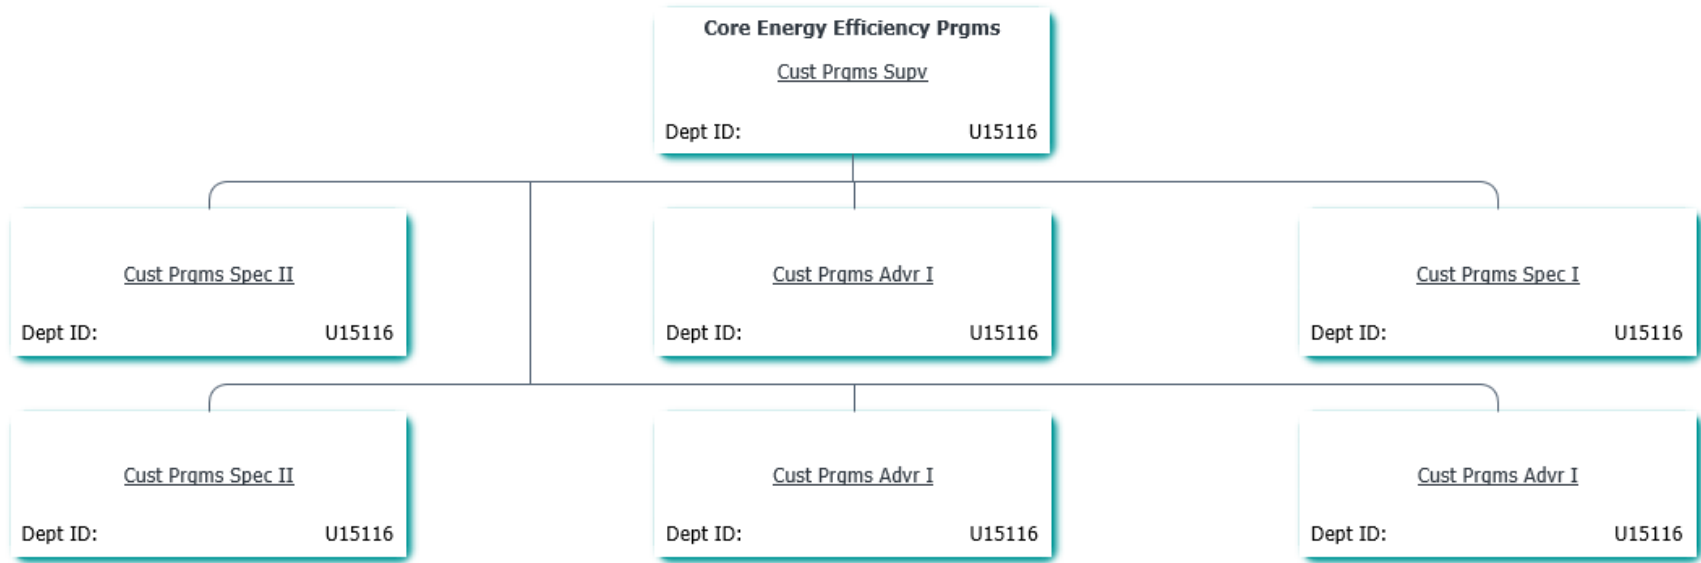 Core Energy Efficiency Prgms
Cust Prgms Supv
Dept ID: U15116
Cust Prgms Spec II
Dept ID: U15116
Cust Prgms Advr I
Dept ID: U15116
Cust Prgms Spec I
Dept ID: U15116
Cust Prgms Spec II
Dept ID: U15116
Cust Prgms Advr I
Dept ID: U15116
Cust Prgms Advr I
Dept ID: U15116